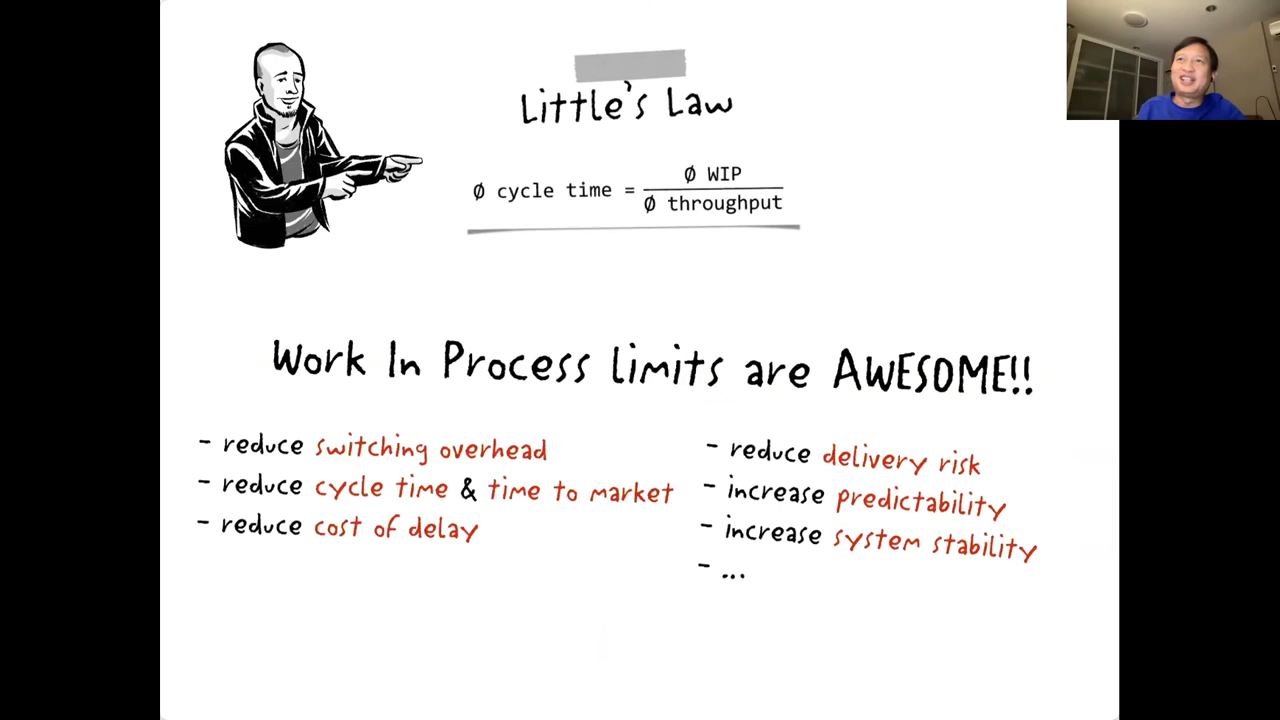 Little's Law
Ø cycle time = Ø WIP
Ø throughput
Work In Process limits are AWESOME!!
- reduce switching overhead
- reduce cycle time & time to market
- reduce cost of delay
- reduce delivery risk
- increase predictability
- increase system stability
- ...